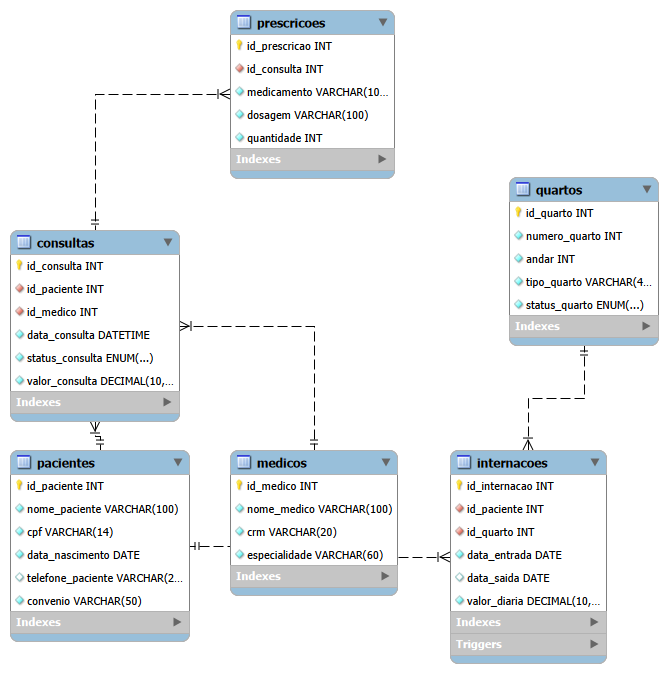 prescricoes
id_prescricao INT
id_consulta INT
medicamento VARCHAR(10...
dosagem VARCHAR(100)
quantidade INT
Indexes
quartos
id_quarto INT
numero_quarto INT
andar INT
tipo_quarto VARCHAR(4...
status_quarto ENUM(...)
Indexes
consultas
id_consulta INT
id_paciente INT
id_medico INT
data_consulta DATETIME
status_consulta ENUM(...)
valor_consulta DECIMAL(10,...
Indexes
pacientes
id_paciente INT
nome_paciente VARCHAR(100)
cpf VARCHAR(14)
data_nascimento DATE
telefone_paciente VARCHAR(2...
convenio VARCHAR(50)
Indexes
medicos
id_medico INT
nome_medico VARCHAR(100)
crm VARCHAR(20)
especialidade VARCHAR(60)
Indexes
internacoes
id_internacao INT
id_paciente INT
id_quarto INT
data_entrada DATE
data_saida DATE
valor_diaria DECIMAL(10,...
Indexes
Triggers